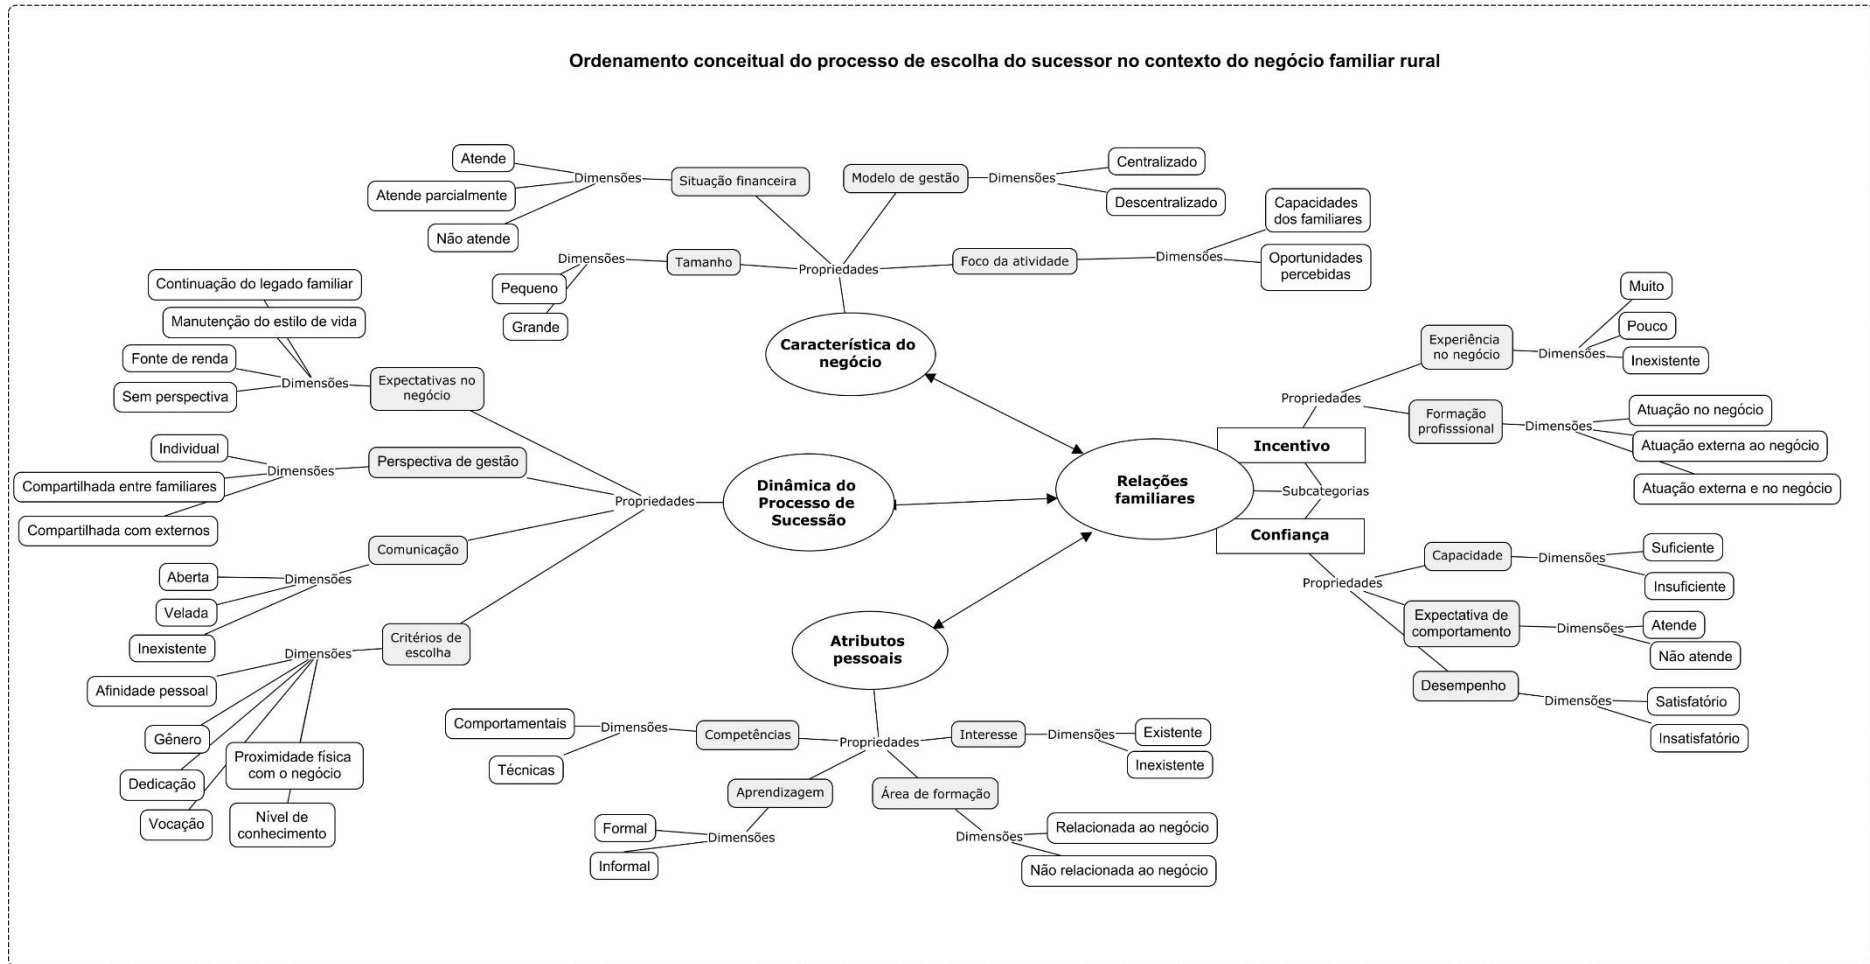 Ordenamento conceitual do processo de escolha do sucessor no contexto do negócio familiar rural
Atende
Atende parcialmente
Não atende
Dimensões
Situação financeira
Modelo de gestão
Dimensões
Centralizado
Descentralizado
Pequeno
Grande
Dimensões
Tamanho
Propriedades
Foco da atividade
Dimensões
Capacidades
dos familiares
Oportunidades
percebidas
Característica do
negócio
Continuação do legado familiar
Manutenção do estilo de vida
Fonte de renda
Sem perspectiva
Dimensões
Expectativas no
negócio
Individual
Compartilhada entre familiares
Compartilhada com externos
Dimensões
Perspectiva de gestão
Aberta
Velada
Inexistente
Dimensões
Comunicação
Afinidade pessoal
Gênero
Dedicação
Vocação
Proximidade física
com o negócio
Nível de
conhecimento
Dimensões
Critérios de
escolha
Propriedades
Dinâmica do
Processo de
Sucessão
Relações
familiares
Incentivo
Subcategorias
Confiança
Propriedades
Experiência
no negócio
Dimensões
Muito
Pouco
Inexistente
Formação
profisssional
Dimensões
Atuação no negócio
Atuação externa ao negócio
Atuação externa e no negócio
Propriedades
Capacidade
Dimensões
Suficiente
Insuficiente
Expectativa de
comportamento
Dimensões
Atende
Não atende
Desempenho
Dimensões
Satisfatório
Insatisfatório
Atributos
pessoais
Propriedades
Comportamentais
Técnicas
Dimensões
Competências
Interesse
Dimensões
Existente
Inexistente
Aprendizagem
Dimensões
Formal
Informal
Área de formação
Dimensões
Relacionada ao negócio
Não relacionada ao negócio